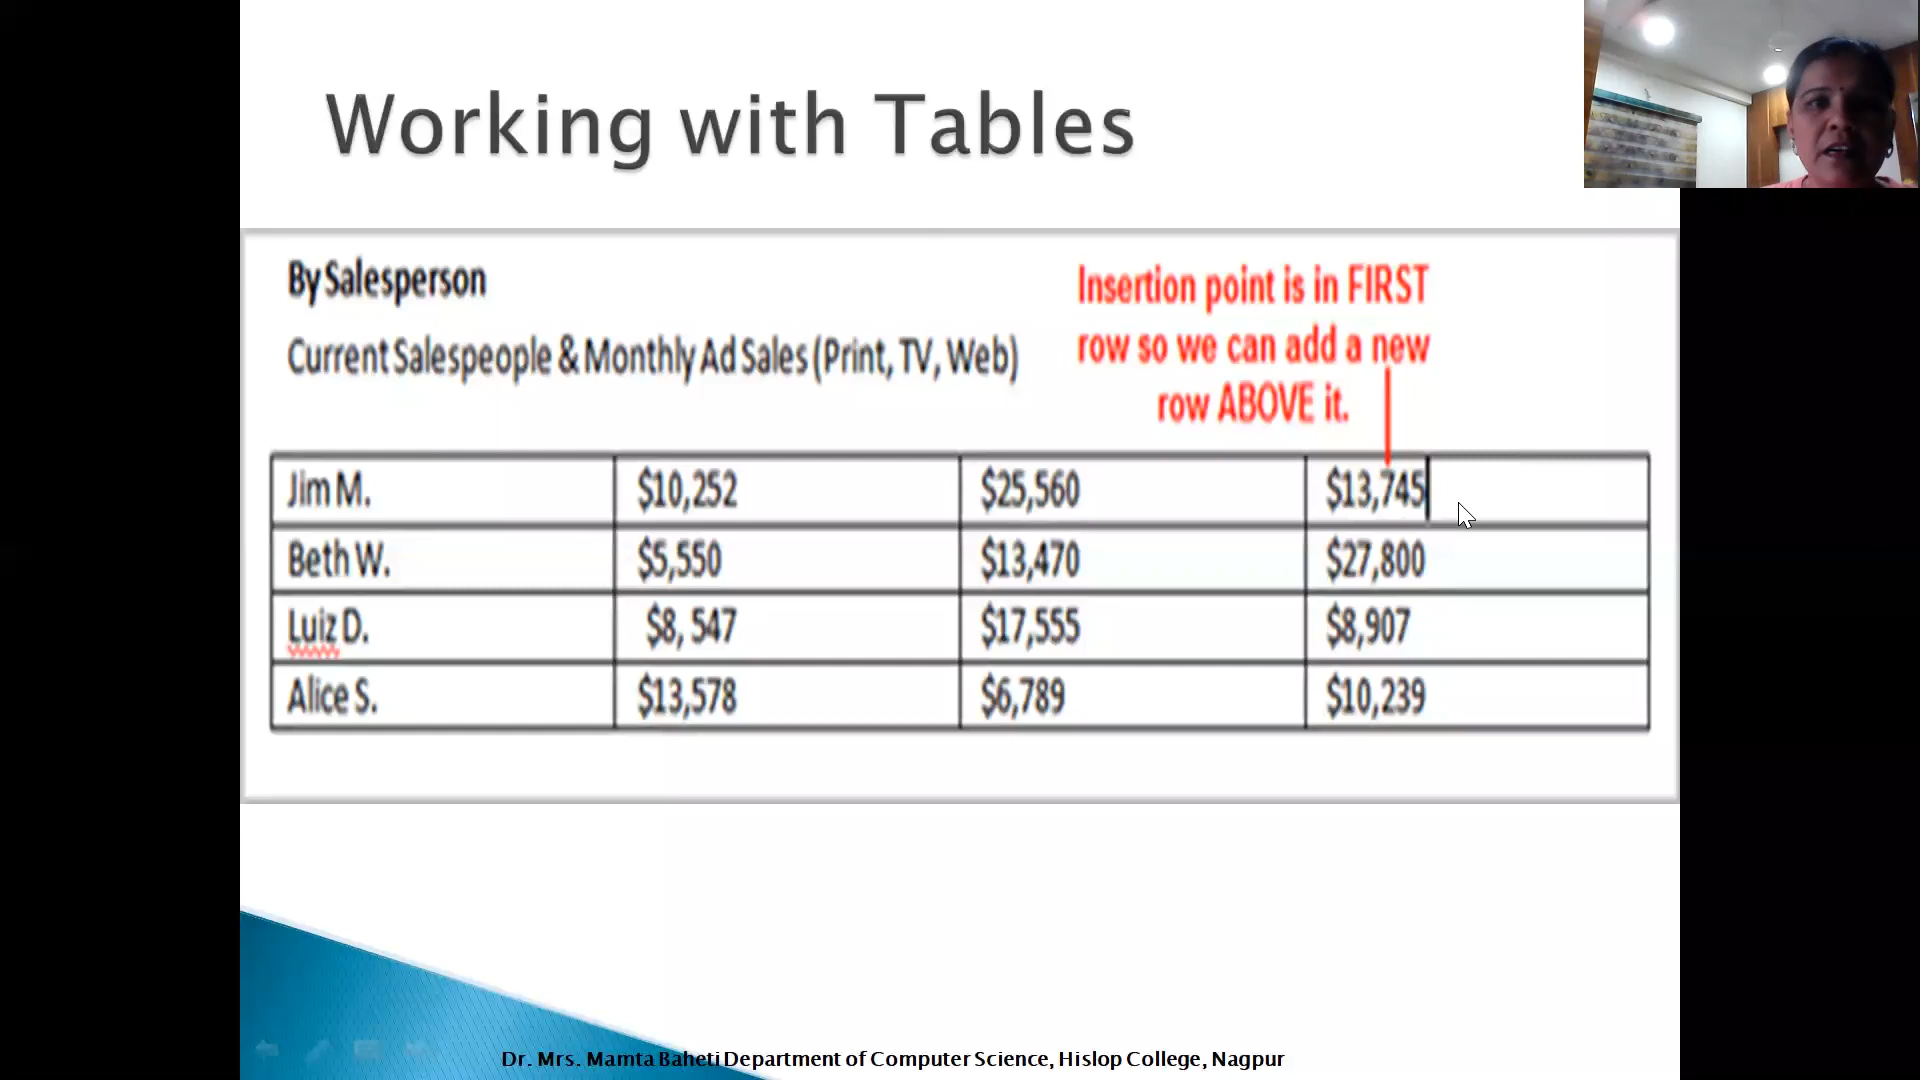 Working with Tables
By Salesperson
Current Salespeople & Monthly Ad Sales (Print, TV, Web)
Insertion point is in FIRST
row so we can add a new
row ABOVE it.
Jim M. $10,252 $25,560 $13,745
Beth W. $5,550 $13,470 $27,800
Luiz D. $8, 547 $17,555 $8,907
Alice S. $13,578 $6,789 $10,239
Dr. Mrs. Mamta Baheti Department of Computer Science, Hislop College, Nagpur